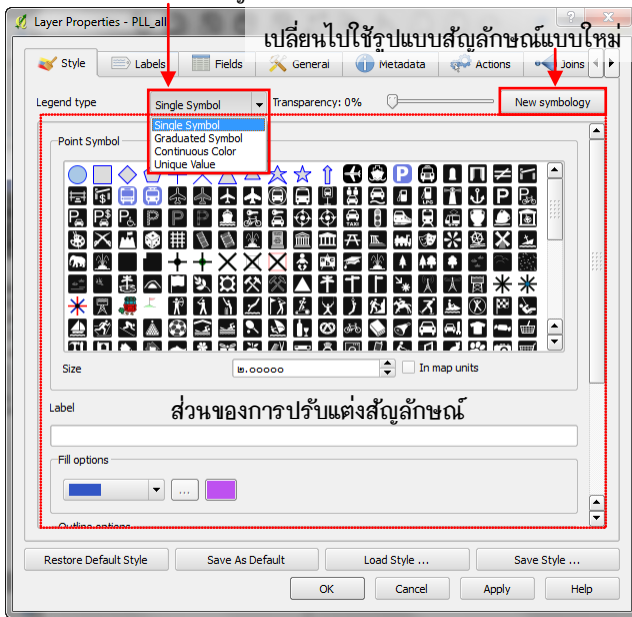 Layer Properties - PLL_all
เปลี่ยนไปใช้รูปแบบสัญลักษณ์แบบใหม่
Style Labels Fields General Metadata Actions Joins
Legend type Single Symbol Transparency: 0% New symbology
Single Symbol
Graduated Symbol
Continuous Color
Unique Value
Point Symbol
Size ๒.๐๐๐๐๐ In map units
Label ส่วนของการปรับแต่งสัญลักษณ์
Fill options
...
Outline options
Restore Default Style Save As Default Load Style ... Save Style ...
OK Cancel Apply Help